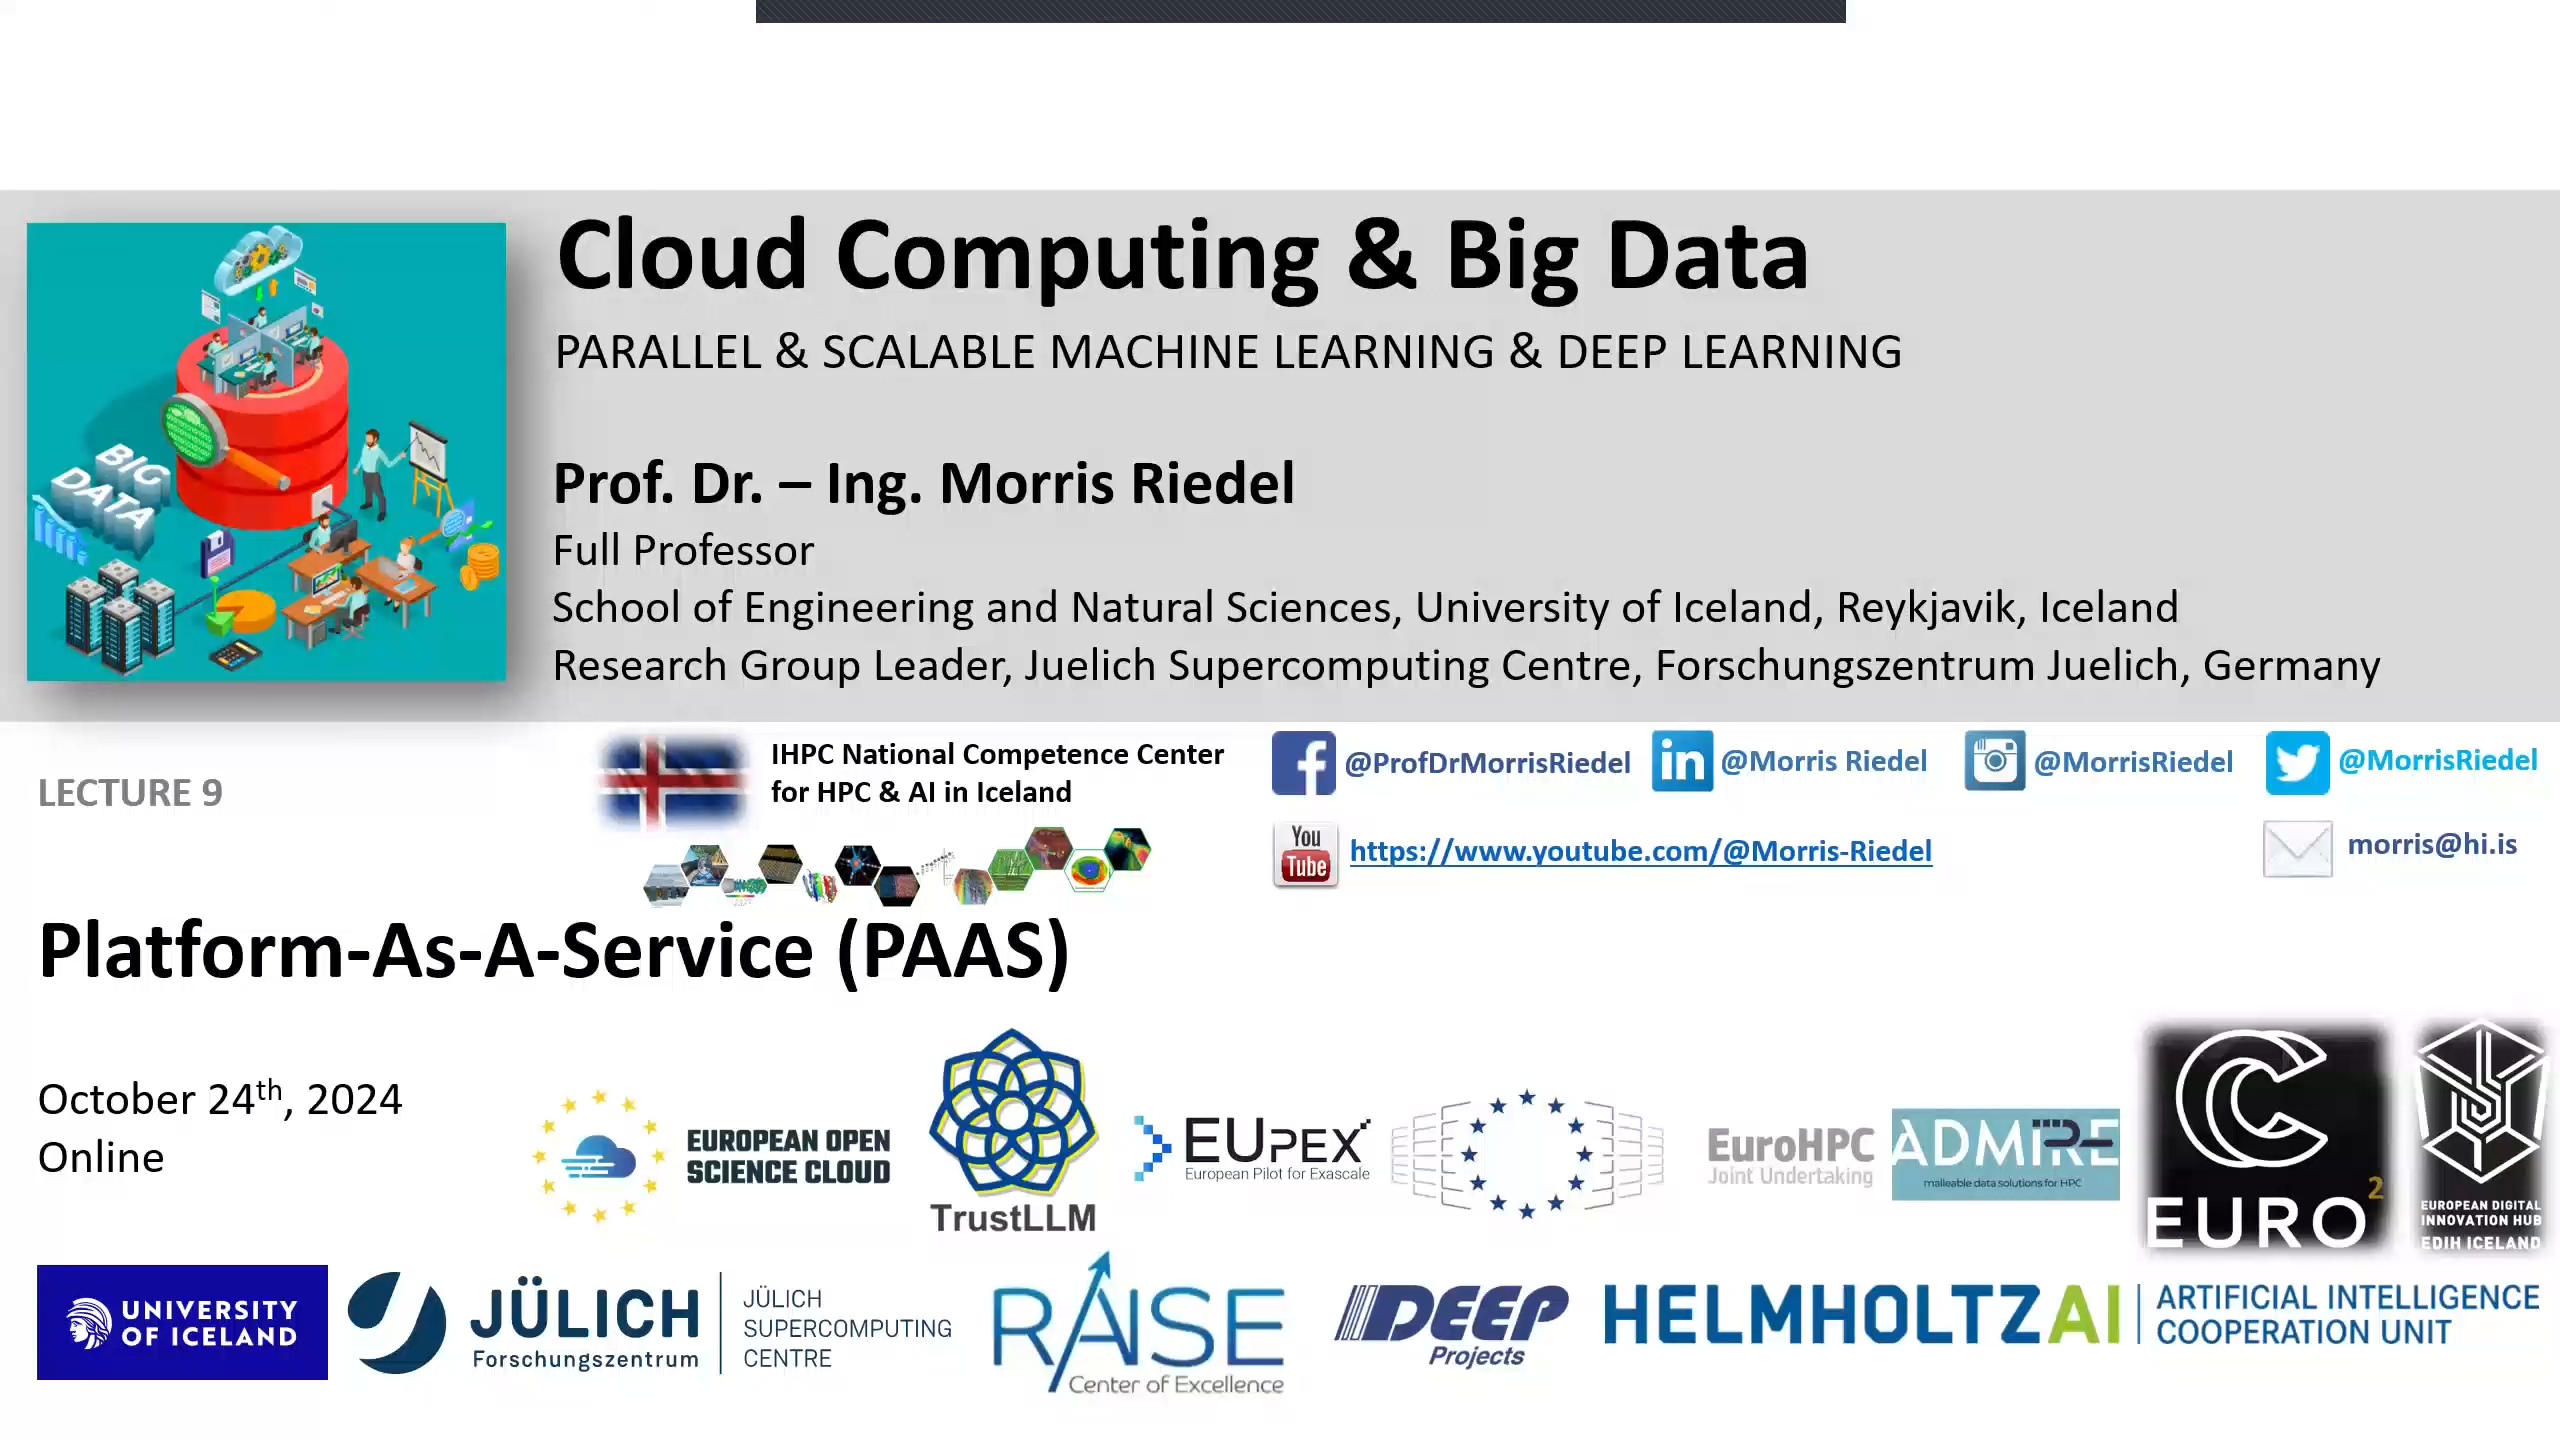 Cloud Computing & Big Data
PARALLEL & SCALABLE MACHINE LEARNING & DEEP LEARNING
BIG
DATA
Prof. Dr. – Ing. Morris Riedel
Full Professor
School of Engineering and Natural Sciences, University of Iceland, Reykjavik, Iceland
Research Group Leader, Juelich Supercomputing Centre, Forschungszentrum Juelich, Germany
LECTURE 9
IHPC National Competence Center
for HPC & AI in Iceland
@ProfDrMorrisRiedel
@Morris Riedel
@MorrisRiedel
@MorrisRiedel
You
Tube
https://www.youtube.com/@Morris-Riedel
morris@hi.is
Platform-As-A-Service (PAAS)
October 24th, 2024
Online
EUROPEAN OPEN
SCIENCE CLOUD
TrustLLM
EUPEX
European Pilot for Exascale
EuroHPC
Joint Undertaking
ADMIRE
malleable data solutions for HPC
EURO²
EUROPEAN DIGITAL
INNOVATION HUB
EDIH ICELAND
UNIVERSITY
OF ICELAND
JÜLICH
Forschungszentrum
JÜLICH
SUPERCOMPUTING
CENTRE
RAISE
Center of Excellence
DEEP
Projects
HELMHOLTZAI
ARTIFICIAL INTELLIGENCE
COOPERATION UNIT